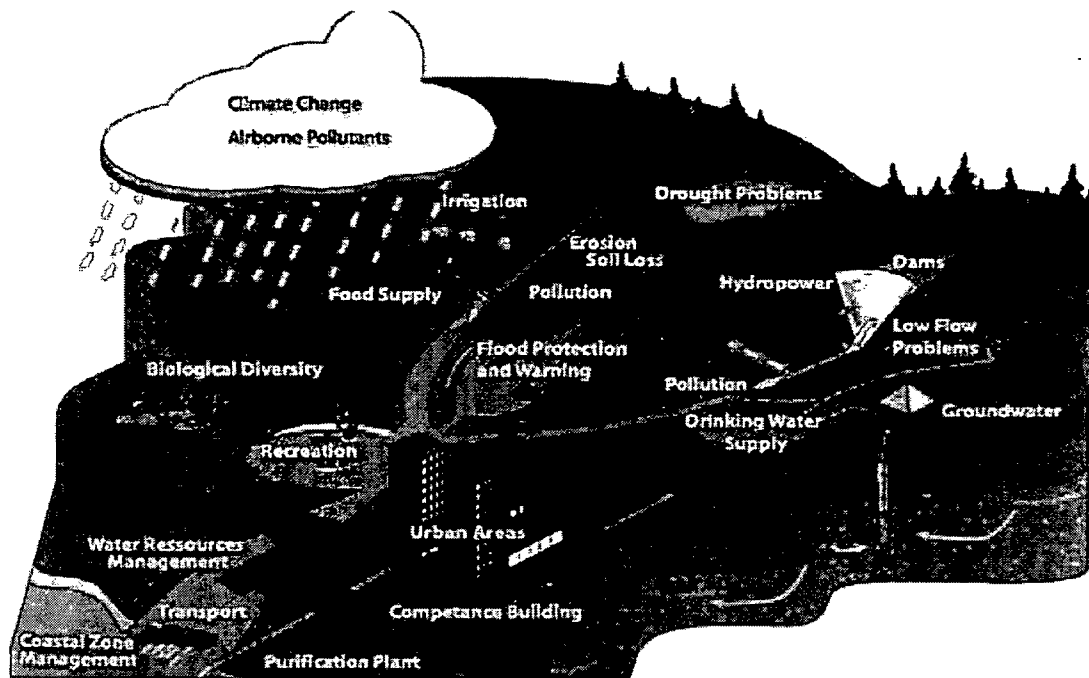 Climate Change
Airborne Pollutants
Irrigation
Drought Problems
Erosion
Soil Loss
Dams
Hydropower
Food Supply
Pollution
Low Flow
Problems
Flood Protection
and Warning
Biological Diversity
Pollution
Groundwater
Drinking Water
Supply
Recreation
Urban Areas
Water Ressources
Management
Transport
Competance Building
Coastal Zone
Management
Purification Plant